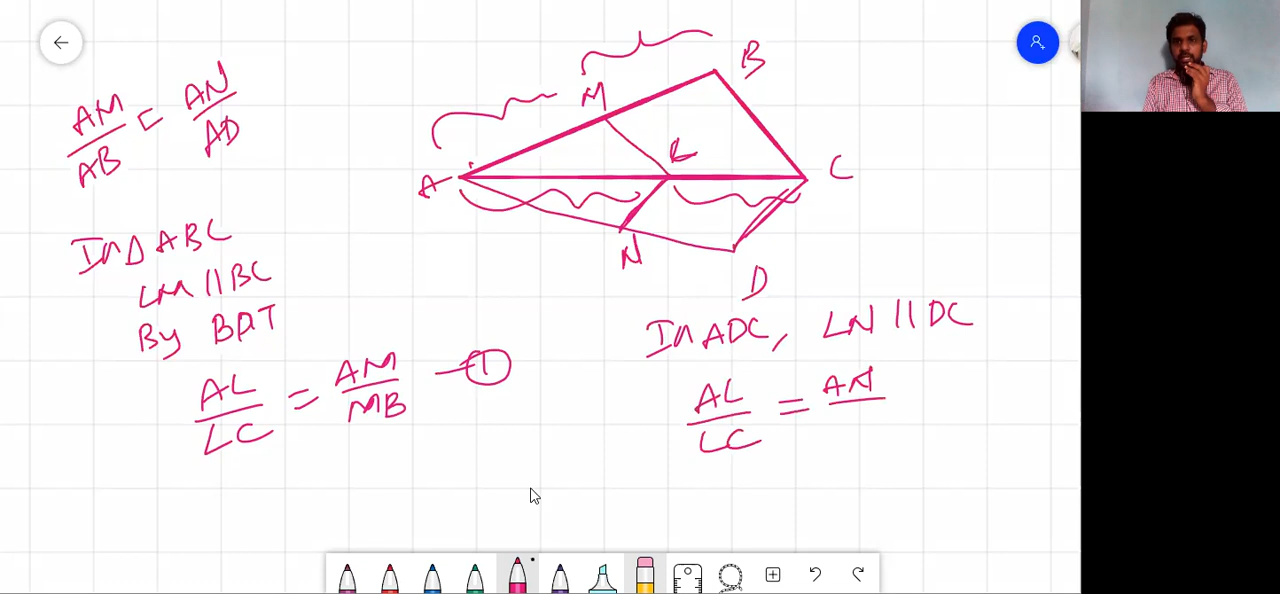 AM/AB = AN/AD
In Δ ABC
LM || BC
By BPT
AL/LC = AM/MB — ①
A
M
B
L
C
N
D
In ADC, LN || DC
AL/LC = AN/